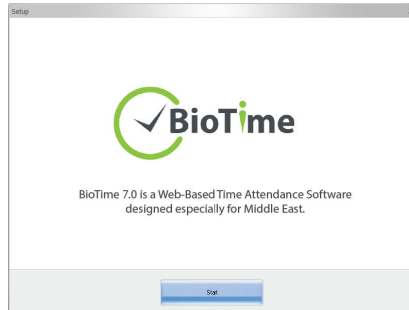 Setup
BioTime
BioTime 7.0 is a Web-Based Time Attendance Software
designed especially for Middle East.
Start